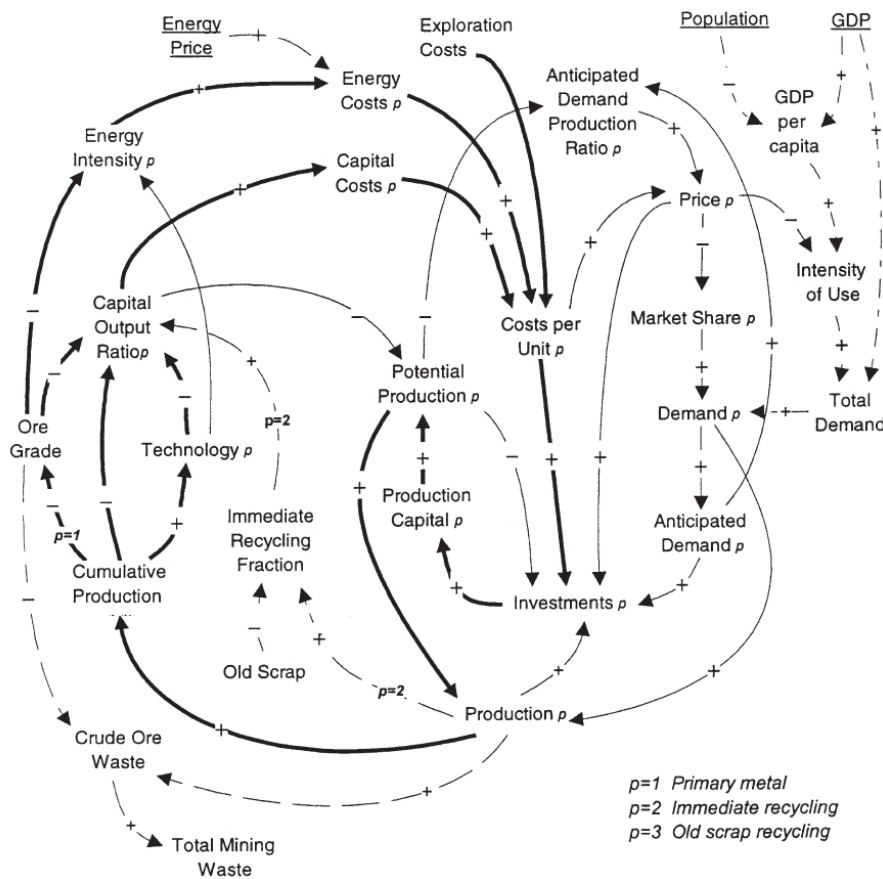 Energy
Price
Exploration
Costs
Population
GDP
Energy
Costs p
Anticipated
Demand
Production
Ratio p
GDP
per
capita
Energy
Intensity p
Capital
Costs p
Price p
Intensity
of Use
Capital
Output
Ratio p
Costs per
Unit p
Market Share p
Potential
Production p
Total
Demand
Demand p
Ore
Grade
Technology p
p=2
Production
Capital p
Immediate
Recycling
Fraction
Anticipated
Demand p
p=1
Cumulative
Production
Investments p
Old Scrap
p=2
Production p
Crude Ore
Waste
Total Mining
Waste
p=1 Primary metal
p=2 Immediate recycling
p=3 Old scrap recycling